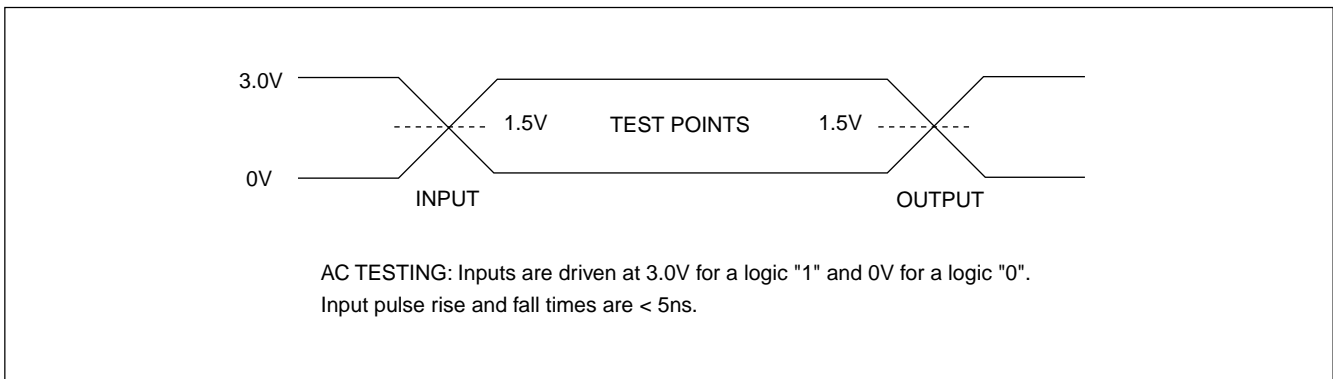 3.0V
1.5V TEST POINTS 1.5V
0V
INPUT OUTPUT
AC TESTING: Inputs are driven at 3.0V for a logic "1" and 0V for a logic "0".
Input pulse rise and fall times are < 5ns.